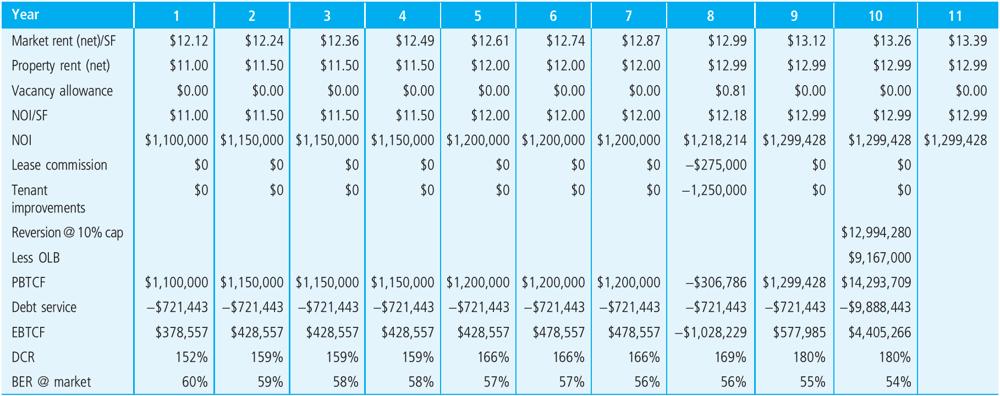 Year 1 2 3 4 5 6 7 8 9 10 11
Market rent (net)/SF $12.12 $12.24 $12.36 $12.49 $12.61 $12.74 $12.87 $12.99 $13.12 $13.26 $13.39
Property rent (net) $11.00 $11.50 $11.50 $11.50 $12.00 $12.00 $12.00 $12.99 $12.99 $12.99 $12.99
Vacancy allowance $0.00 $0.00 $0.00 $0.00 $0.00 $0.00 $0.00 $0.81 $0.00 $0.00 $0.00
NOI/SF $11.00 $11.50 $11.50 $11.50 $12.00 $12.00 $12.00 $12.18 $12.99 $12.99 $12.99
NOI $1,100,000 $1,150,000 $1,150,000 $1,150,000 $1,200,000 $1,200,000 $1,200,000 $1,218,214 $1,299,428 $1,299,428 $1,299,428
Lease commission $0 $0 $0 $0 $0 $0 $0 –$275,000 $0 $0
Tenant $0 $0 $0 $0 $0 $0 $0 –1,250,000 $0 $0
improvements
Reversion @ 10% cap $12,994,280
Less OLB $9,167,000
PBTCF $1,100,000 $1,150,000 $1,150,000 $1,150,000 $1,200,000 $1,200,000 $1,200,000 –$306,786 $1,299,428 $14,293,709
Debt service –$721,443 –$721,443 –$721,443 –$721,443 –$721,443 –$721,443 –$721,443 –$721,443 –$721,443 –$9,888,443
EBTCF $378,557 $428,557 $428,557 $428,557 $428,557 $478,557 $478,557 –$1,028,229 $577,985 $4,405,266
DCR 152% 159% 159% 159% 166% 166% 166% 169% 180% 180%
BER @ market 60% 59% 58% 58% 57% 57% 56% 56% 55% 54%